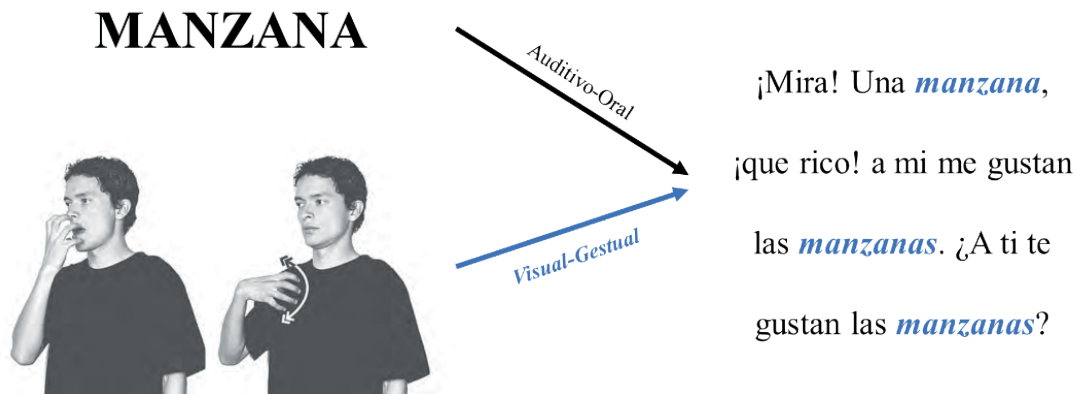 MANZANA
Auditivo-Oral
Visual-Gestual
¡Mira! Una manzana,
¡que rico! a mi me gustan
las manzanas. ¿A ti te
gustan las manzanas?